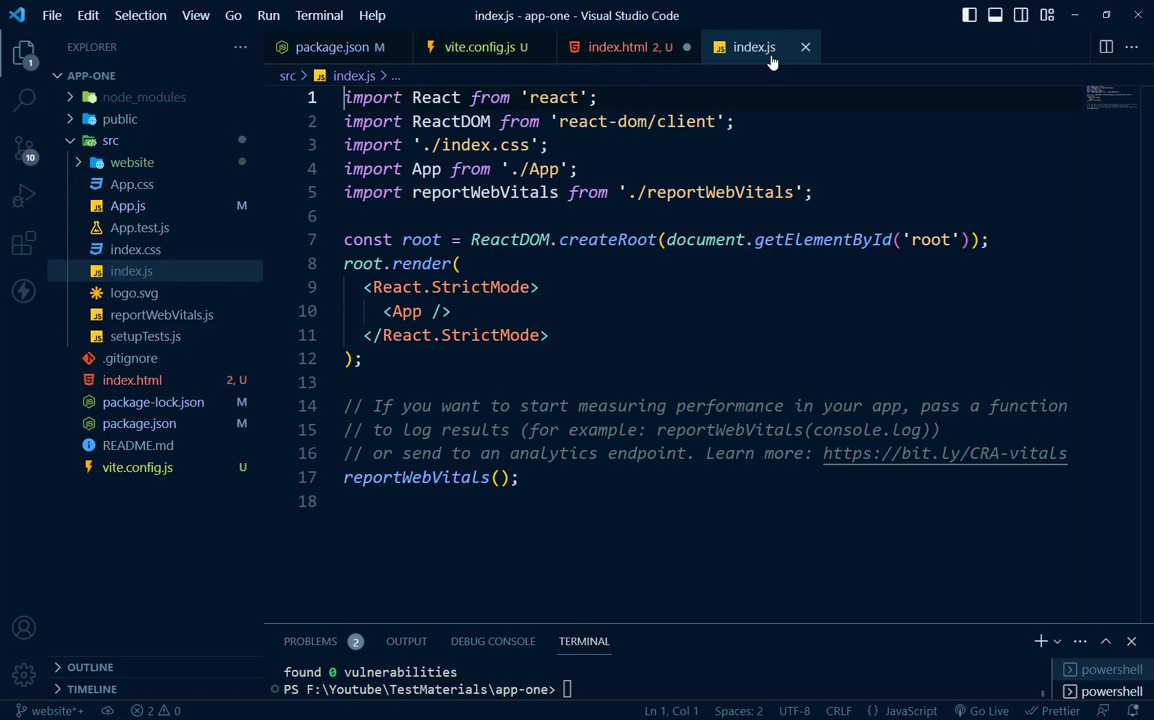 File Edit Selection View Go Run Terminal Help index.js - app-one - Visual Studio Code
EXPLORER
1
10
APP-ONE
node_modules
public
src
website
App.css
App.js M
App.test.js
index.css
index.js
logo.svg
reportWebVitals.js
setupTests.js
.gitignore
index.html 2, U
package-lock.json M
package.json M
README.md
vite.config.js U
OUTLINE
TIMELINE
package.json M vite.config.js U index.html 2, U index.js
src > JS index.js > ...
1 import React from 'react';
2 import ReactDOM from 'react-dom/client';
3 import './index.css';
4 import App from './App';
5 import reportWebVitals from './reportWebVitals';
6
7 const root = ReactDOM.createRoot(document.getElementById('root'));
8 root.render(
9 <React.StrictMode>
10 <App />
11 </React.StrictMode>
12 );
13
14 // If you want to start measuring performance in your app, pass a function
15 // to log results (for example: reportWebVitals(console.log))
16 // or send to an analytics endpoint. Learn more: https://bit.ly/CRA-vitals
17 reportWebVitals();
18
PROBLEMS 2 OUTPUT DEBUG CONSOLE TERMINAL
found 0 vulnerabilities
PS F:\Youtube\TestMaterials\app-one>
powershell
powershell
website*+ 2 0 Ln 1, Col 1 Spaces: 2 UTF-8 CRLF {} JavaScript Go Live Prettier